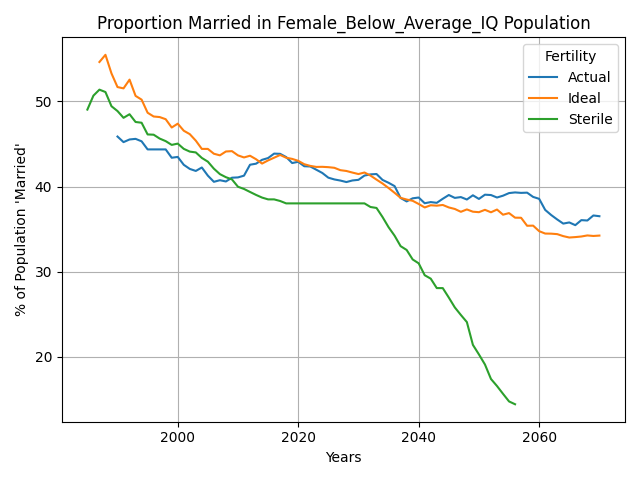 Proportion Married in Female_Below_Average_IQ Population
Fertility
Actual
Ideal
Sterile
% of Population 'Married'
50
40
30
20
2000
2020
2040
2060
Years